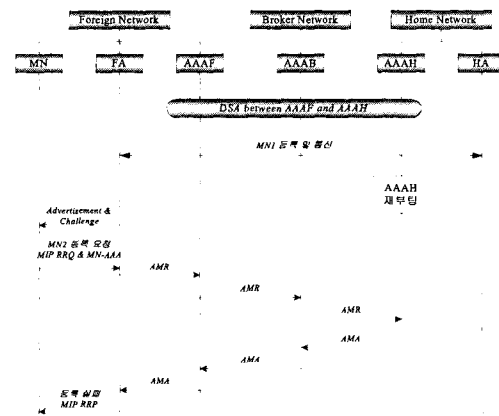 Foreign Network
Broker Network
Home Network
MN
FA
AAAF
AAAB
AAAH
HA
DSA between AAAF and AAAH
MN1 등록 및 통신
AAAH
재부팅
Advertisement &
Challenge
MN2 등록 요청
MIP RRQ & MN-AAA
AMR
AMR
AMR
AMA
AMA
AMA
등록 실패
MIP RRP